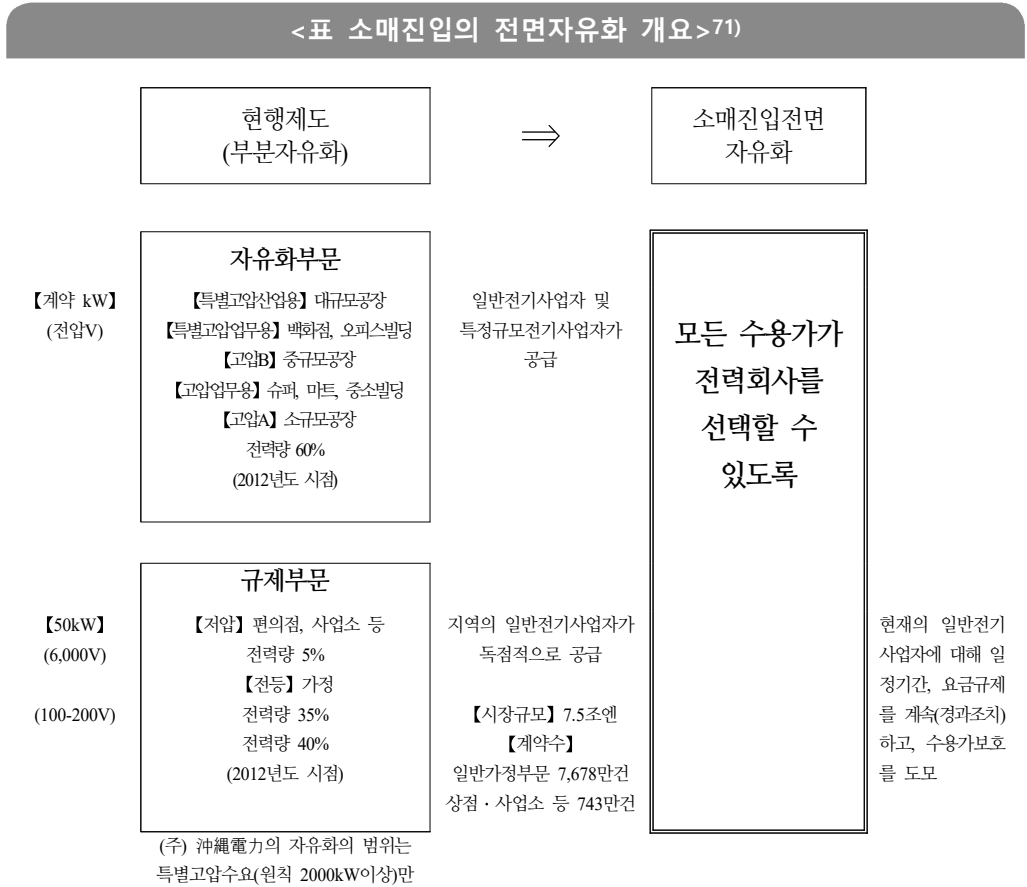 <표 소매진입의 전면자유화 개요>71)
현행제도
(부분자유화)
⇒
소매진입전면
자유화
【계약 kW】
(전압V)
자유화부문
【특별고압산업용】 대규모공장
【특별고압업무용】 백화점, 오피스빌딩
【고압B】 중규모공장
【고압업무용】 슈퍼, 마트, 중소빌딩
【고압A】 소규모공장
전력량 60%
(2012년도 시점)
일반전기사업자 및
특정규모전기사업자가
공급
모든 수용가가
전력회사를
선택할 수
있도록
【50kW】
(6,000V)
(100-200V)
규제부문
【저압】 편의점, 사업소 등
전력량 5%
【전등】 가정
전력량 35%
전력량 40%
(2012년도 시점)
지역의 일반전기사업자가
독점적으로 공급
【시장규모】 7.5조엔
【계약수】
일반가정부문 7,678만건
상점 · 사업소 등 743만건
현재의 일반전기
사업자에 대해 일
정기간, 요금규제
를 계속(경과조치)
하고, 수용가보호
를 도모
(주) 沖縄電力의 자유화의 범위는
특별고압수요(원칙 2000kW이상)만